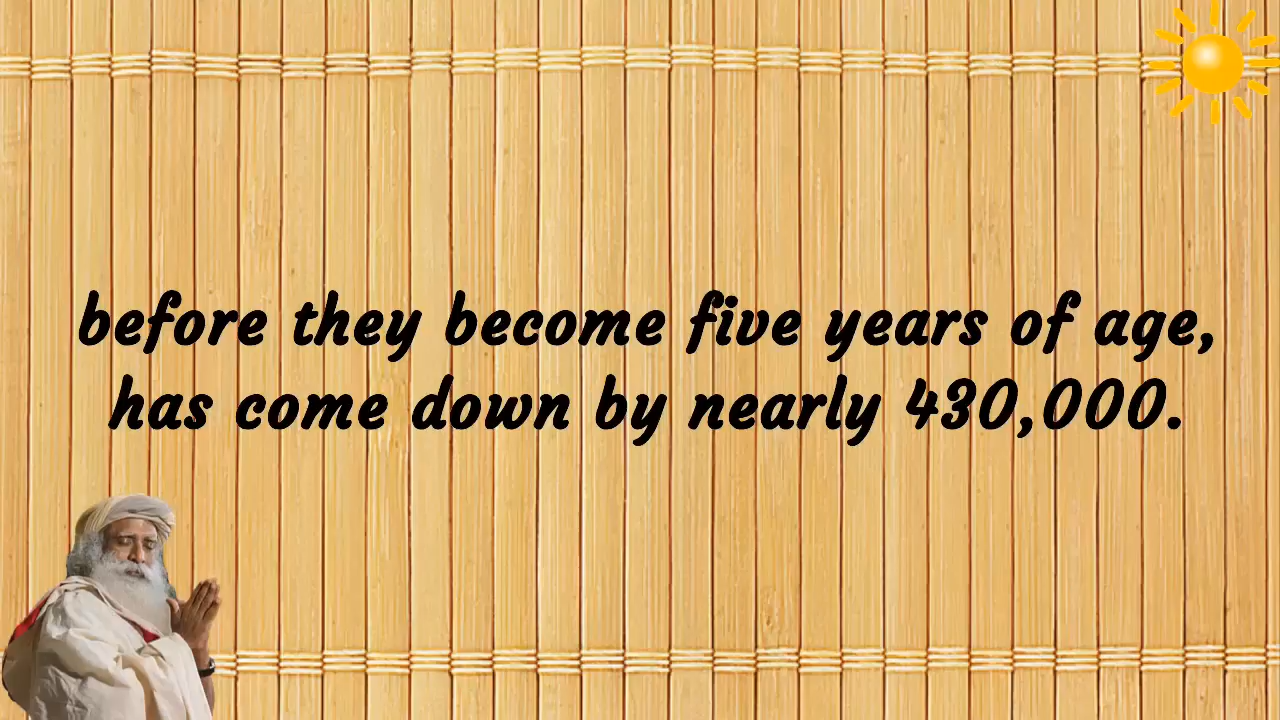 before they become five years of age,
has come down by nearly 430,000.